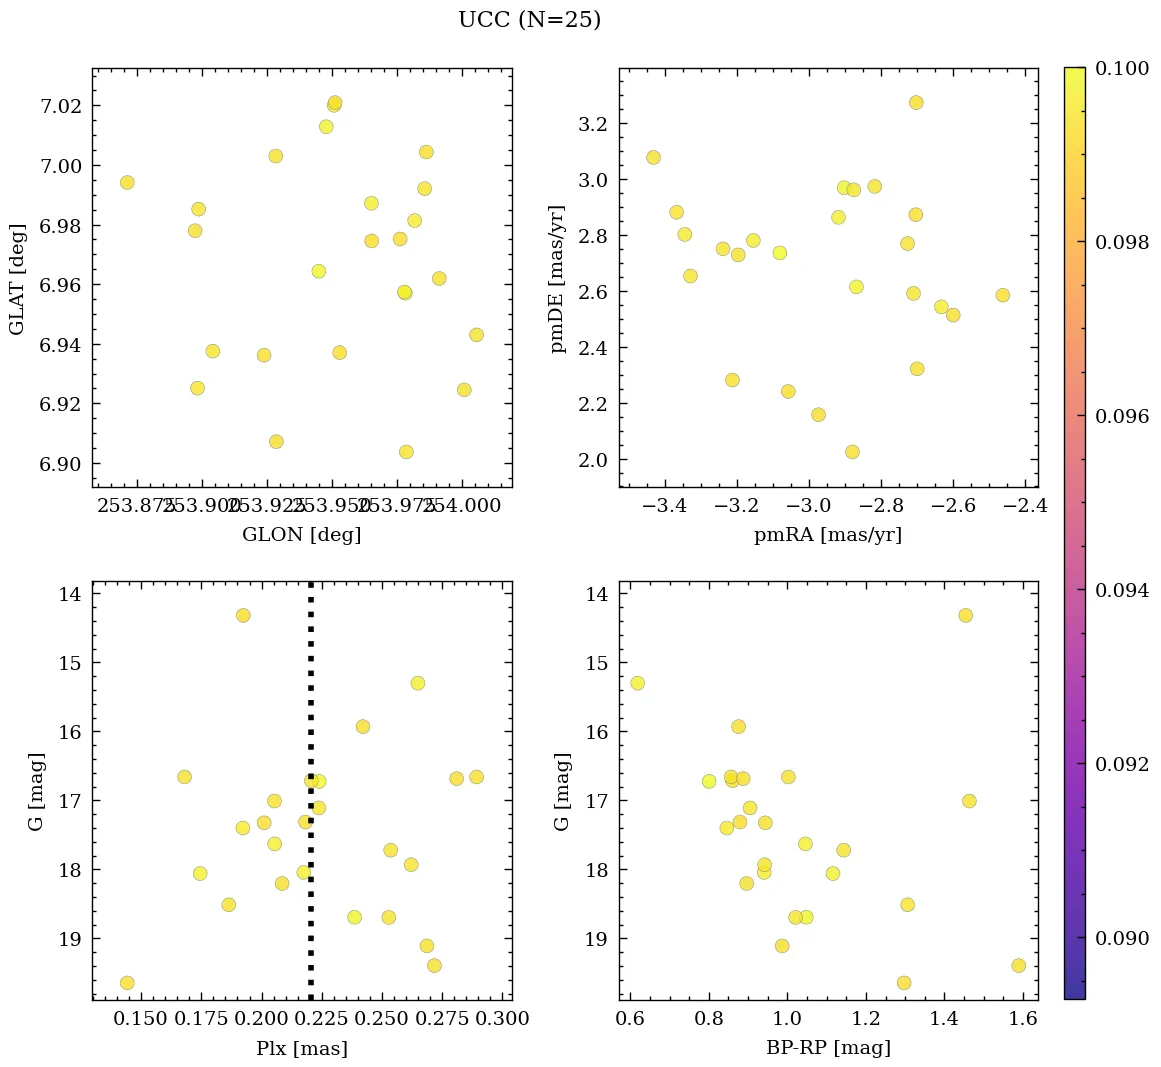 UCC (N=25)
7.02
7.00
6.98
6.96
6.94
6.92
6.90
GLAT [deg]
253.875 253.900 253.925 253.950 253.975 254.000
GLON [deg]
3.2
3.0
2.8
2.6
2.4
2.2
2.0
pmDE [mas/yr]
−3.4 −3.2 −3.0 −2.8 −2.6 −2.4
pmRA [mas/yr]
0.100
0.098
0.096
0.094
0.092
0.090
14
15
16
17
18
19
G [mag]
0.150 0.175 0.200 0.225 0.250 0.275 0.300
Plx [mas]
14
15
16
17
18
19
G [mag]
0.6 0.8 1.0 1.2 1.4 1.6
BP-RP [mag]